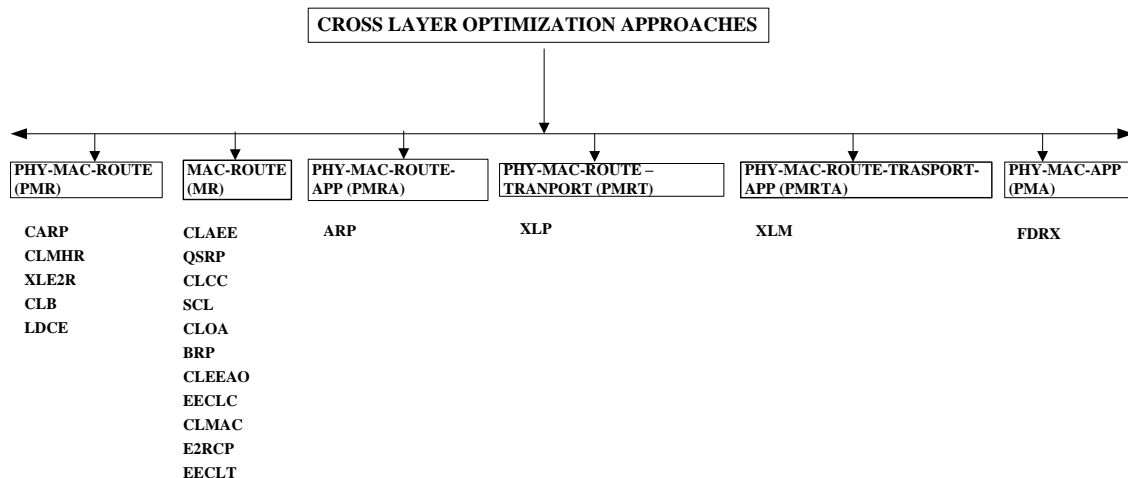 CROSS LAYER OPTIMIZATION APPROACHES
PHY-MAC-ROUTE
(PMR)
MAC-ROUTE
(MR)
PHY-MAC-ROUTE-
APP (PMRA)
PHY-MAC-ROUTE –
TRANPORT (PMRT)
PHY-MAC-ROUTE-TRASPORT-
APP (PMRTA)
PHY-MAC-APP
(PMA)
CARP
CLMHR
XLE2R
CLB
LDCE
CLAEE
QSRP
CLCC
SCL
CLOA
BRP
CLEEAO
EECLC
CLMAC
E2RCP
EECLT
ARP
XLP
XLM
FDRX